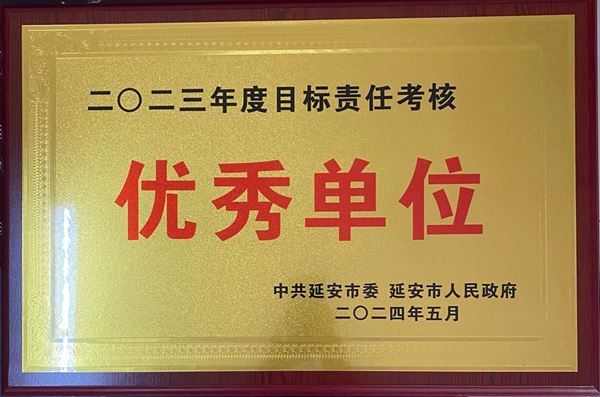 二〇二三年度目标责任考核
优秀单位
中共延安市委 延安市人民政府
二〇二四年五月